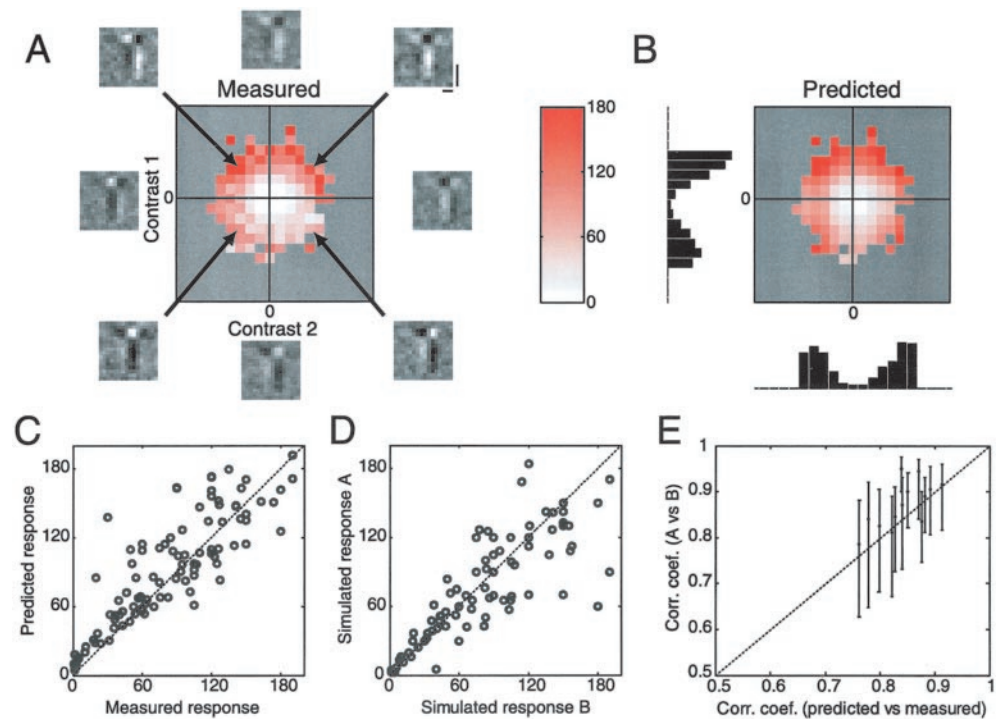 A
B
Measured
Predicted
Contrast 1
0
0
Contrast 2
180
120
60
0
0
0
C
D
E
Predicted response
180
120
60
0
0
60
120
180
Measured response
Simulated response A
180
120
60
0
0
60
120
180
Simulated response B
Corr. coef. (A vs B)
1
0.9
0.8
0.7
0.6
0.5
0.5
0.6
0.7
0.8
0.9
1
Corr. coef. (predicted vs measured)